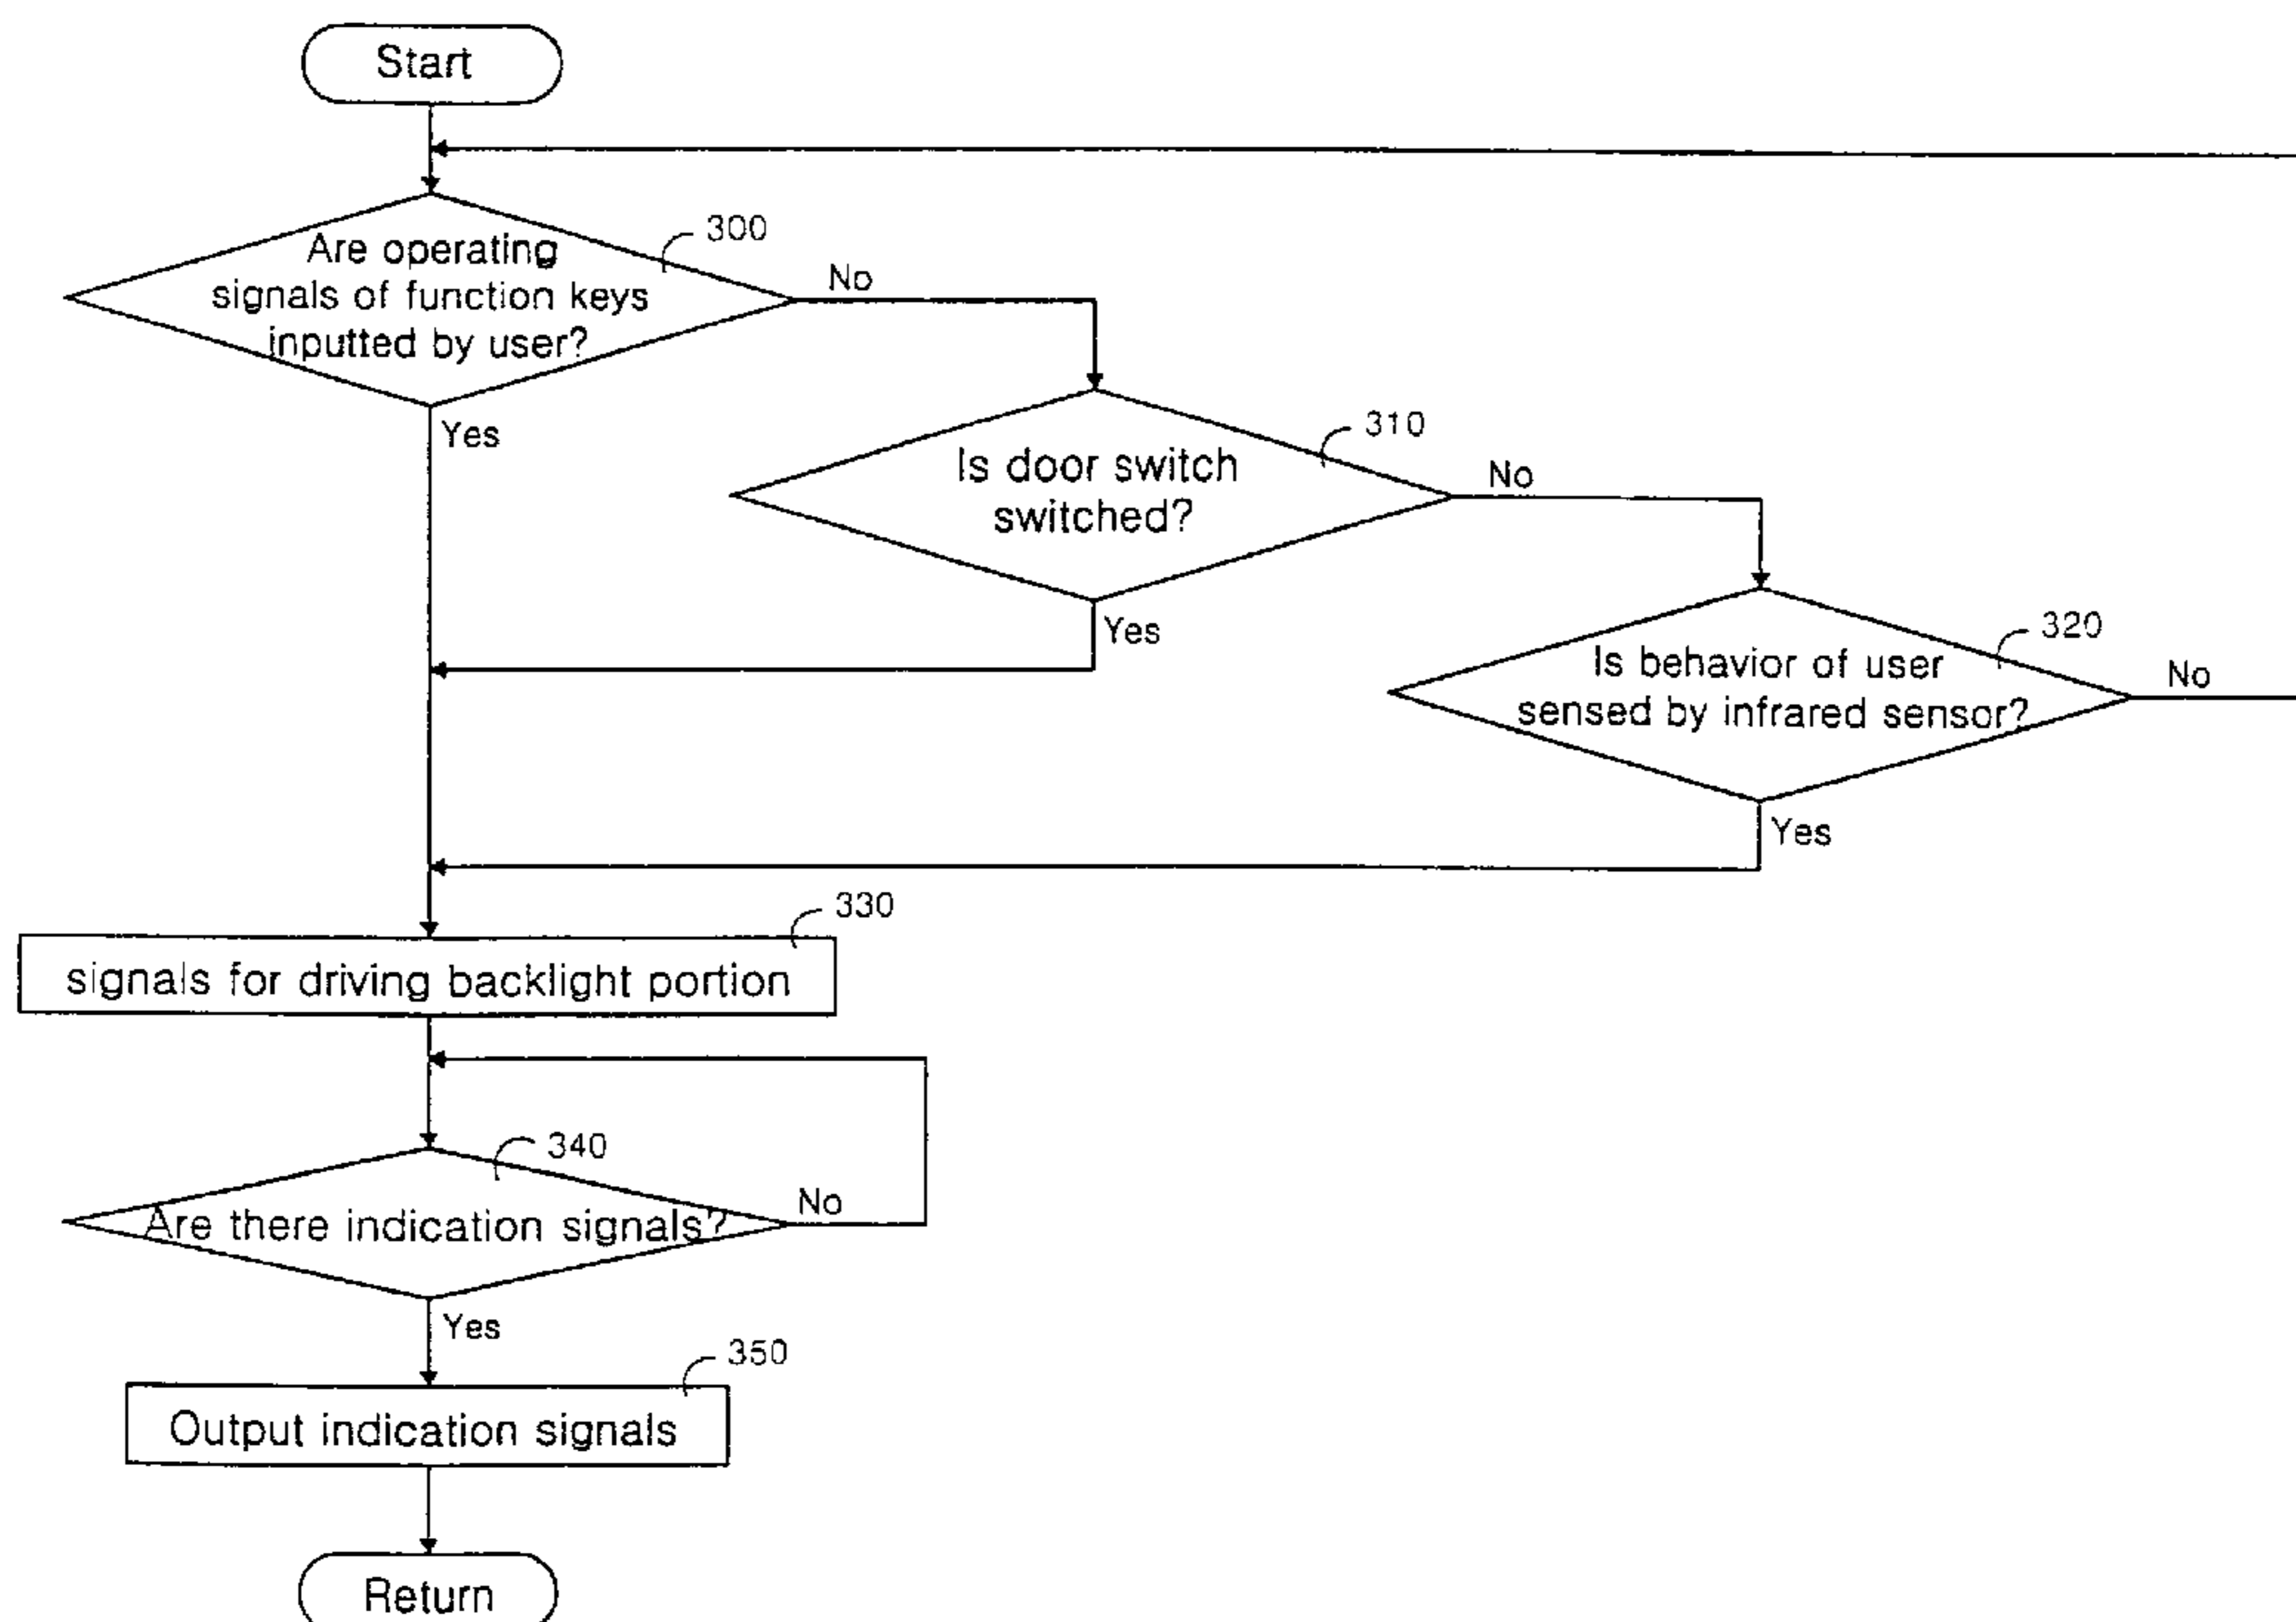 Start
300
Are operating
signals of function keys
inputted by user?
No
Yes
310
Is door switch
switched?
No
Yes
320
Is behavior of user
sensed by infrared sensor?
No
Yes
330
signals for driving backlight portion
340
Are there indication signals?
No
Yes
350
Output indication signals
Return